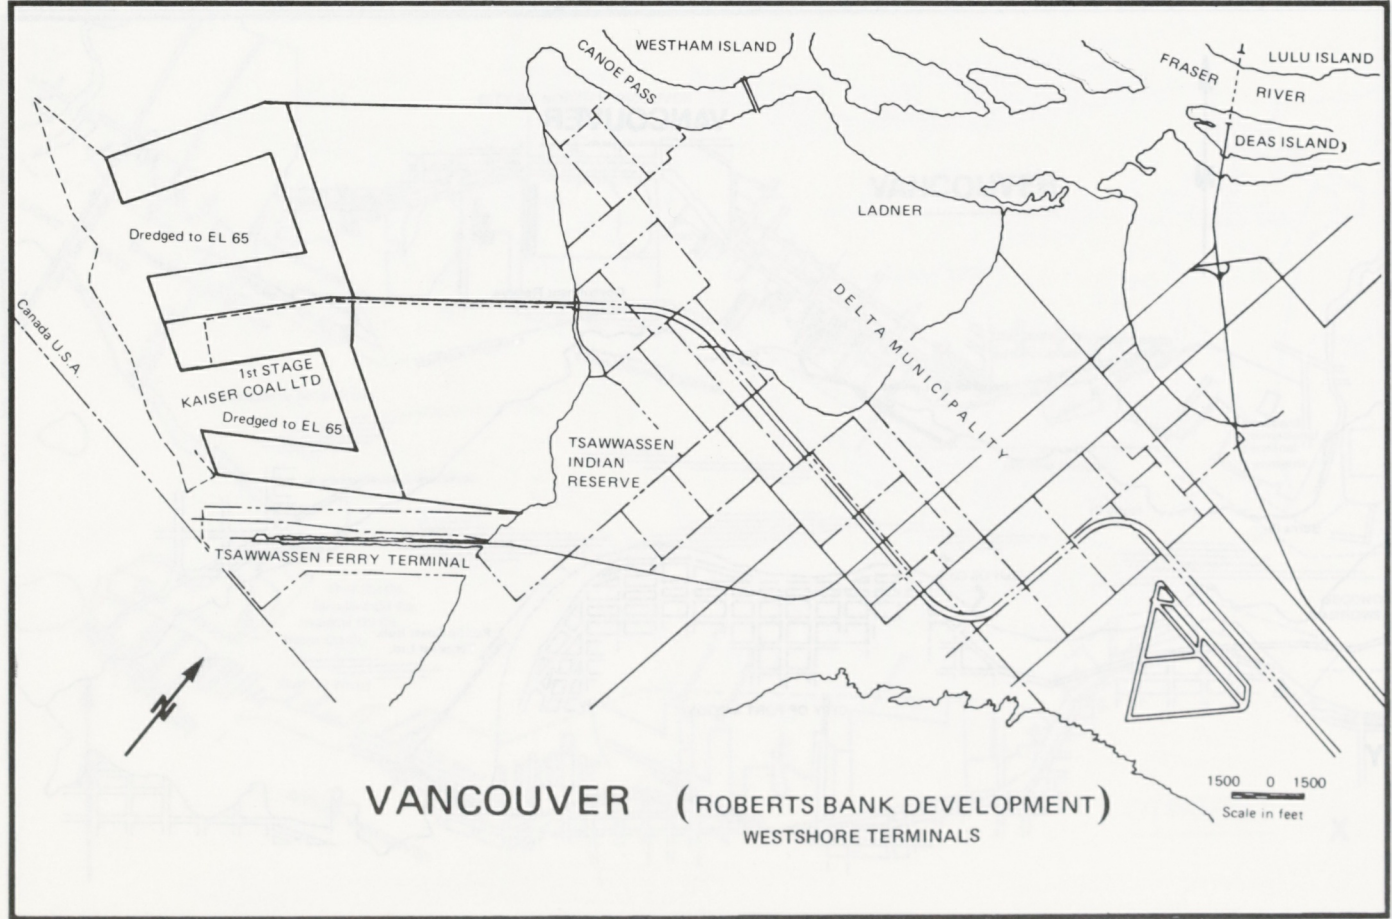 WESTHAM ISLAND
CANOE PASS
LULU ISLAND
FRASER
RIVER
DEAS ISLAND
LADNER
Dredged to EL 65
DELTA MUNICIPALITY
Canada U.S.A.
1st STAGE
KAISER COAL LTD
Dredged to EL 65
TSAWWASSEN
INDIAN
RESERVE
TSAWWASSEN FERRY TERMINAL
N
VANCOUVER (ROBERTS BANK DEVELOPMENT)
WESTSHORE TERMINALS
1500 0 1500
Scale in feet